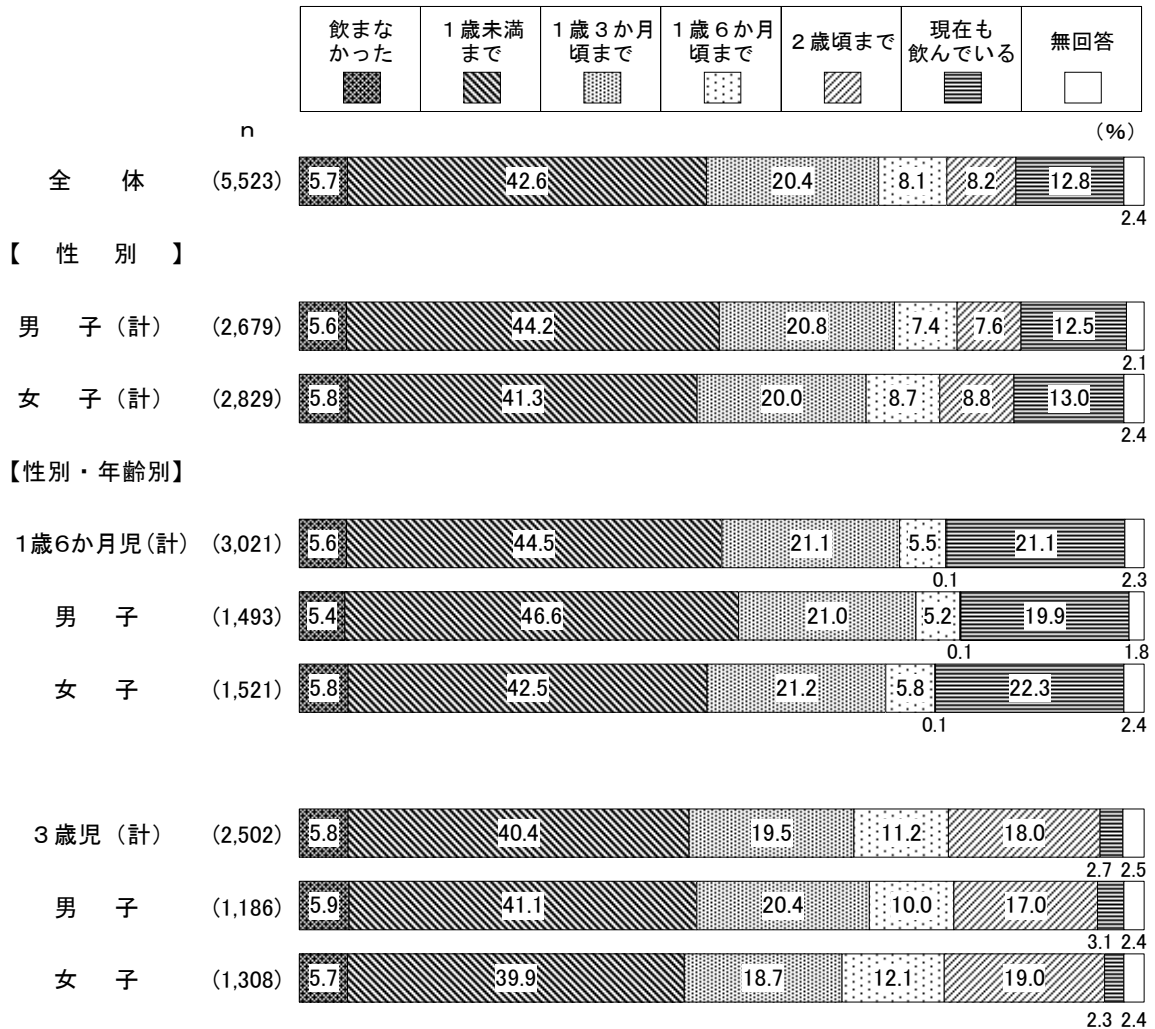 飲まなかった
１歳未満まで
１歳３か月頃まで
１歳６か月頃まで
２歳頃まで
現在も飲んでいる
無回答
n
(%)
全　体 (5,523) 5.7 42.6 20.4 8.1 8.2 12.8 2.4
【　性　別　】
男　子（計） (2,679) 5.6 44.2 20.8 7.4 7.6 12.5 2.1
女　子（計） (2,829) 5.8 41.3 20.0 8.7 8.8 13.0 2.4
【性別・年齢別】
１歳６か月児（計） (3,021) 5.6 44.5 21.1 5.5 0.1 21.1 2.3
男　子 (1,493) 5.4 46.6 21.0 5.2 0.1 19.9 1.8
女　子 (1,521) 5.8 42.5 21.2 5.8 0.1 22.3 2.4
３歳児（計） (2,502) 5.8 40.4 19.5 11.2 18.0 2.7 2.5
男　子 (1,186) 5.9 41.1 20.4 10.0 17.0 3.1 2.4
女　子 (1,308) 5.7 39.9 18.7 12.1 19.0 2.3 2.4